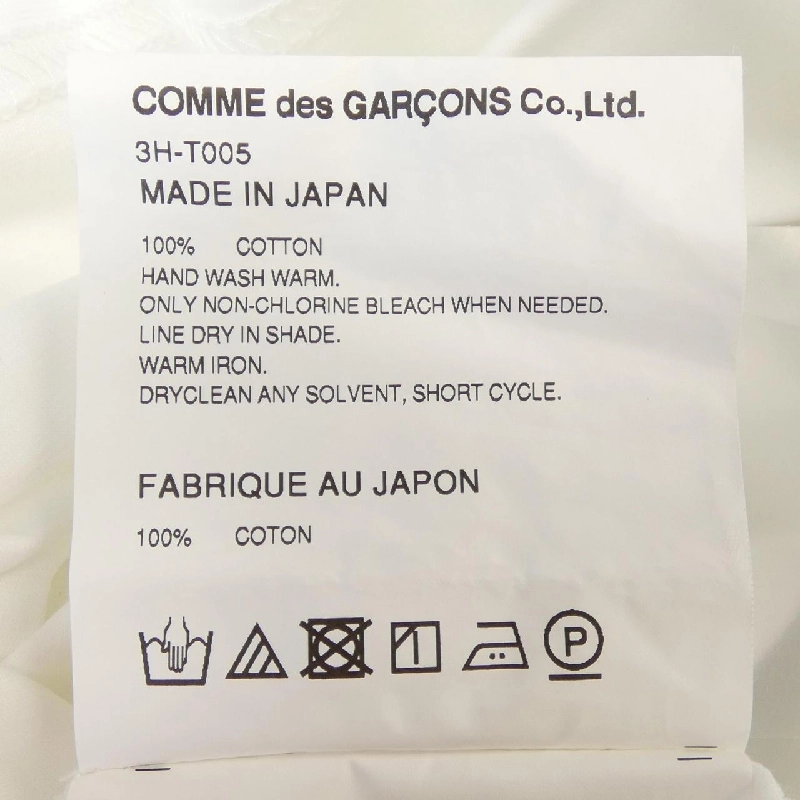 COMME des GARÇONS Co.,Ltd.
3H-T005
MADE IN JAPAN
100% COTTON
HAND WASH WARM.
ONLY NON-CHLORINE BLEACH WHEN NEEDED.
LINE DRY IN SHADE.
WARM IRON.
DRYCLEAN ANY SOLVENT, SHORT CYCLE.
FABRIQUE AU JAPON
100% COTON
P